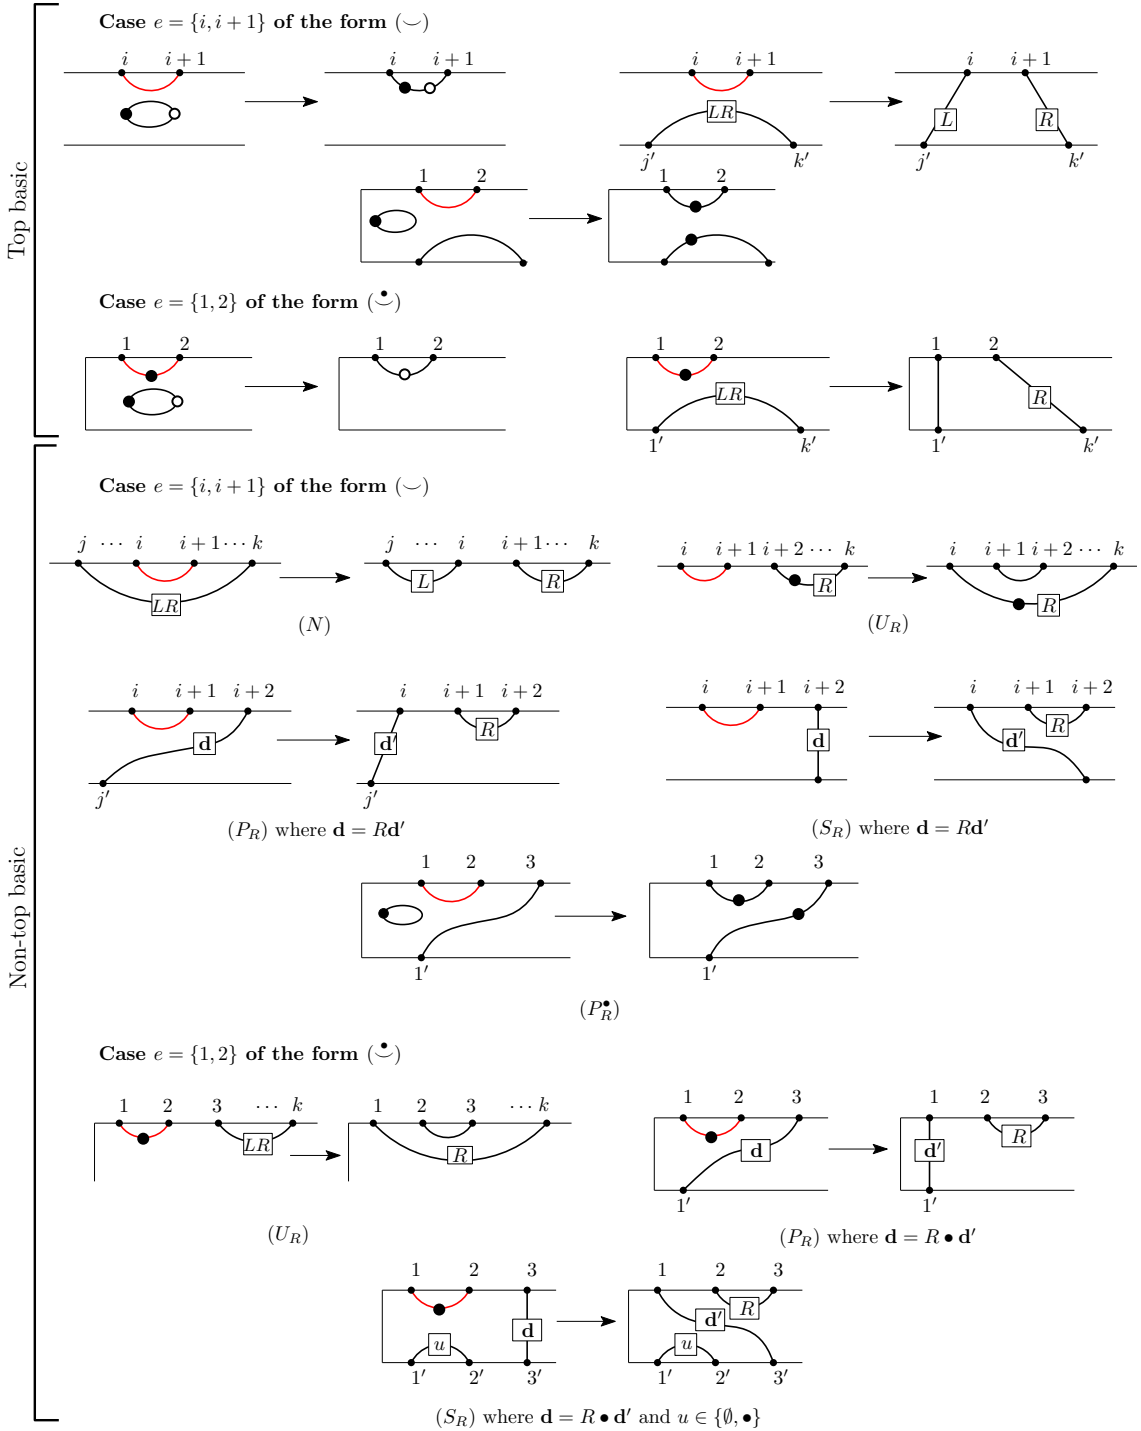 Top basic
Case e = {i, i + 1} of the form (⌣)
i i + 1 i i + 1 i i + 1 i i + 1
LR L R
j′ k′ j′ k′
1 2 1 2
Case e = {1, 2} of the form (⌣̇)
1 2 1 2 1 2 1 2
LR R
1′ k′ 1′ k′
Non-top basic
Case e = {i, i + 1} of the form (⌣)
j ··· i i + 1 ··· k j ··· i i + 1 ··· k i i + 1 i + 2 ··· k i i + 1 i + 2 ··· k
LR L R R R
(N) (U_R)
i i + 1 i + 2 i i + 1 i + 2 i i + 1 i + 2 i i + 1 i + 2
d d′ R d d′ R
j′ j′
(P_R) where d = Rd′ (S_R) where d = Rd′
1 2 3 1 2 3
1′ 1′
(P_R^•)
Case e = {1, 2} of the form (⌣̇)
1 2 3 ··· k 1 2 3 ··· k 1 2 3 1 2 3
LR R d d′ R
1′ 1′
(U_R) (P_R) where d = R • d′
1 2 3 1 2 3
u d u d′ R
1′ 2′ 3′ 1′ 2′ 3′
(S_R) where d = R • d′ and u ∈ {∅, •}